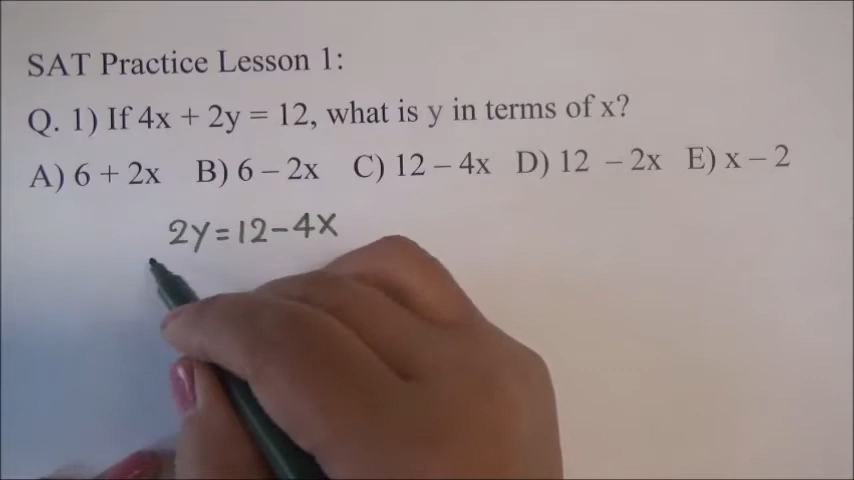 SAT Practice Lesson 1:
Q. 1) If 4x + 2y = 12, what is y in terms of x?
A) 6 + 2x B) 6 – 2x C) 12 – 4x D) 12 – 2x E) x – 2
2y=12-4x